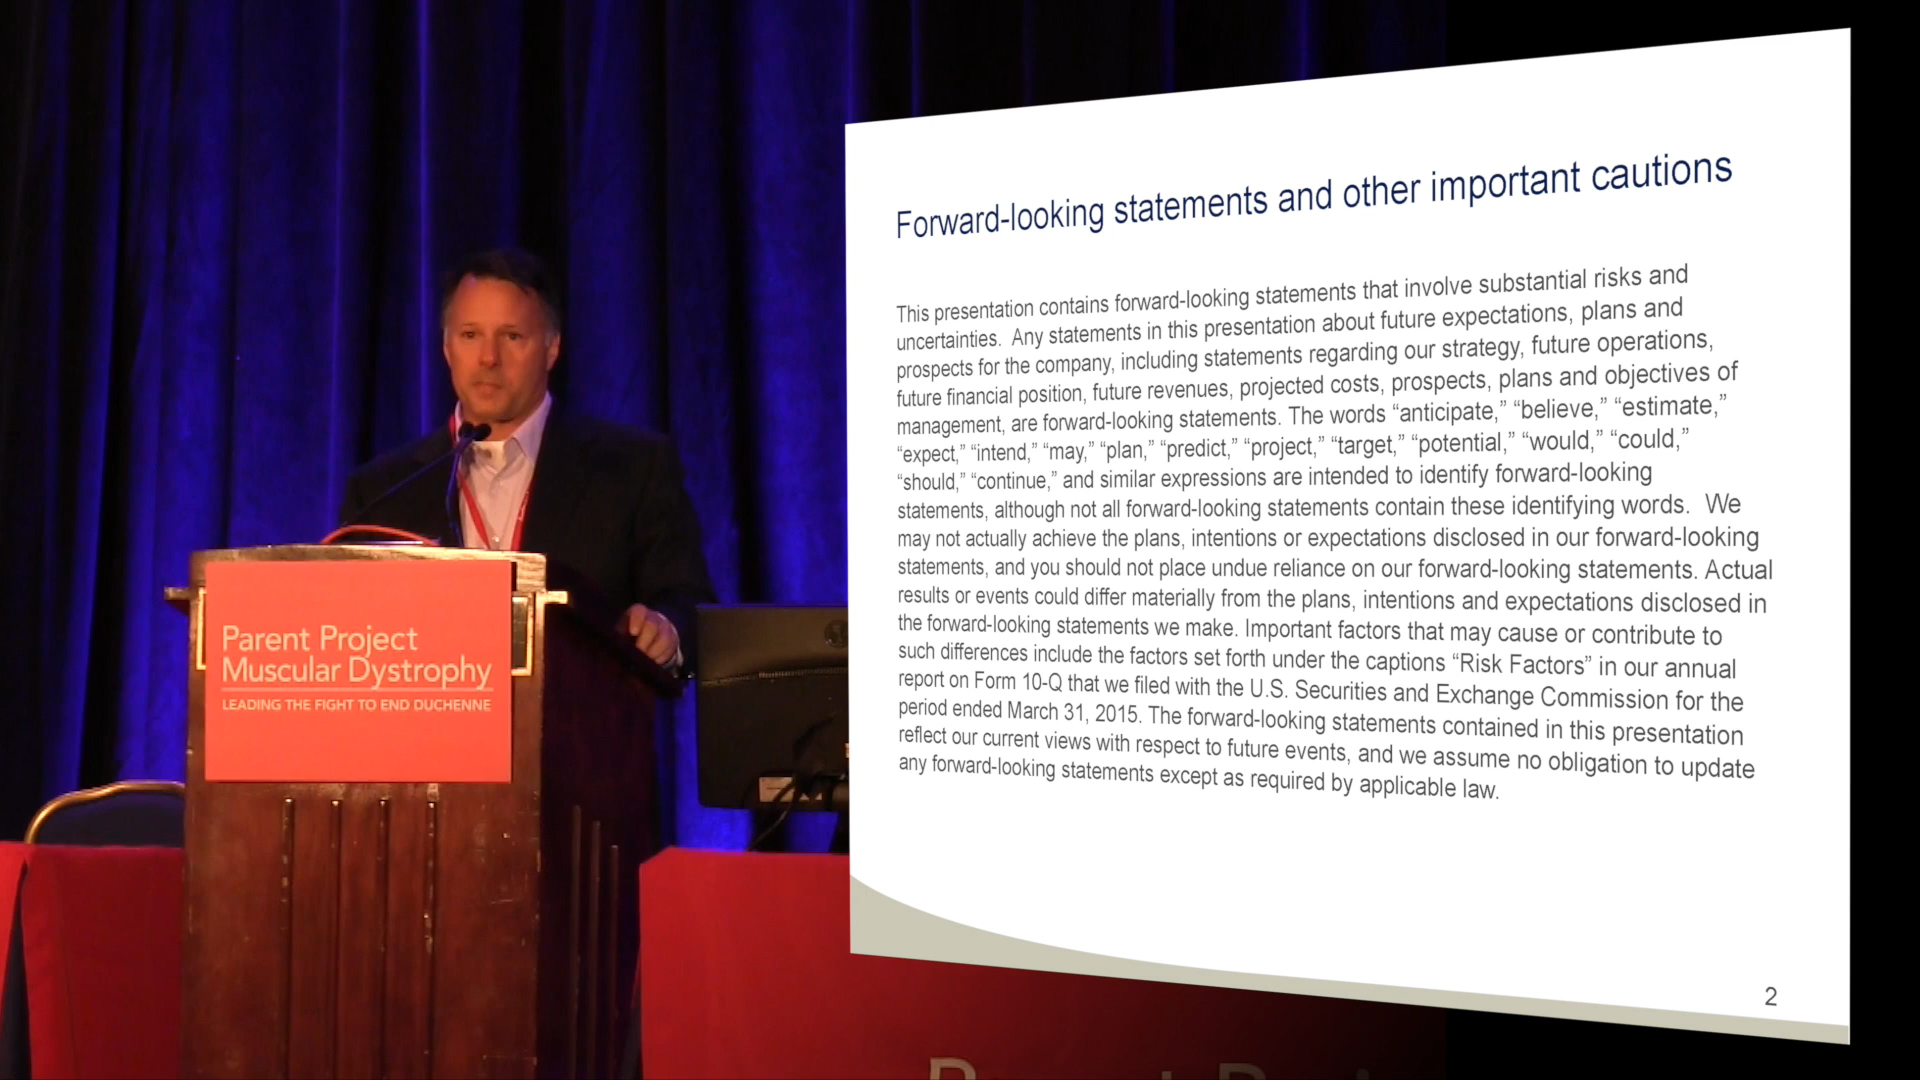 Parent Project
Muscular Dystrophy
LEADING THE FIGHT TO END DUCHENNE
Forward-looking statements and other important cautions
This presentation contains forward-looking statements that involve substantial risks and
uncertainties.  Any statements in this presentation about future expectations, plans and
prospects for the company, including statements regarding our strategy, future operations,
future financial position, future revenues, projected costs, prospects, plans and objectives of
management, are forward-looking statements. The words “anticipate,” “believe,” “estimate,”
“expect,” “intend,” “may,” “plan,” “predict,” “project,” “target,” “potential,” “would,” “could,”
“should,” “continue,” and similar expressions are intended to identify forward-looking
statements, although not all forward-looking statements contain these identifying words.  We
may not actually achieve the plans, intentions or expectations disclosed in our forward-looking
statements, and you should not place undue reliance on our forward-looking statements. Actual
results or events could differ materially from the plans, intentions and expectations disclosed in
the forward-looking statements we make. Important factors that may cause or contribute to
such differences include the factors set forth under the captions “Risk Factors” in our annual
report on Form 10-Q that we filed with the U.S. Securities and Exchange Commission for the
period ended March 31, 2015. The forward-looking statements contained in this presentation
reflect our current views with respect to future events, and we assume no obligation to update
any forward-looking statements except as required by applicable law.
2